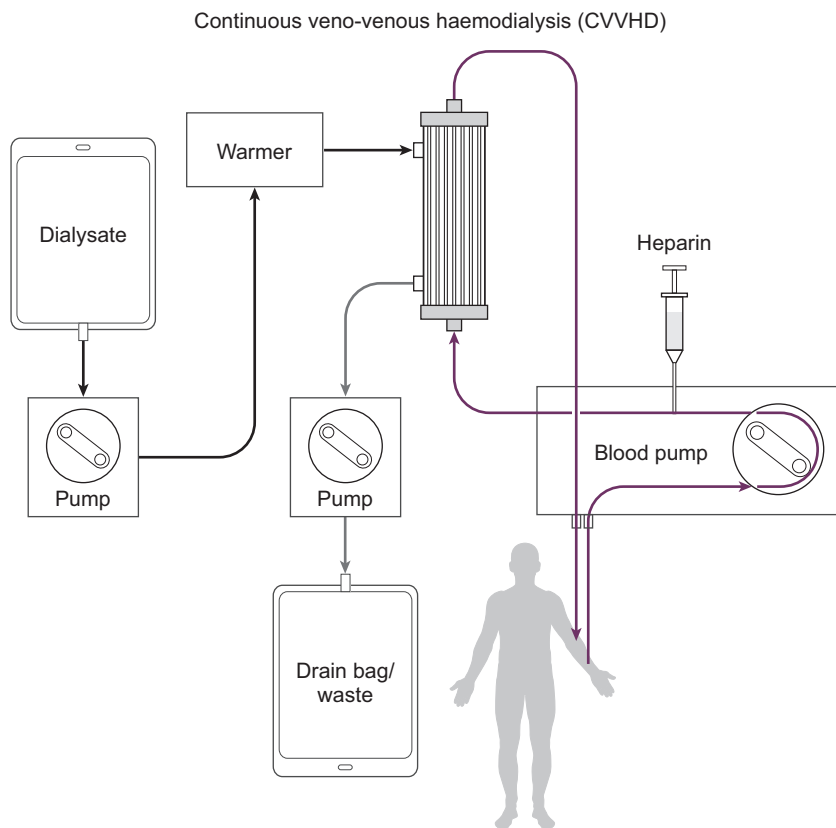 Continuous veno-venous haemodialysis (CVVHD)
Warmer
Dialysate
Heparin
Blood pump
Pump
Pump
Drain bag/
waste